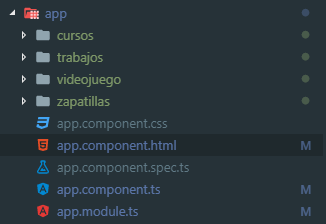 app
cursos
trabajos
videojuego
zapatillas
app.component.css
app.component.html M
app.component.spec.ts
app.component.ts M
app.module.ts M